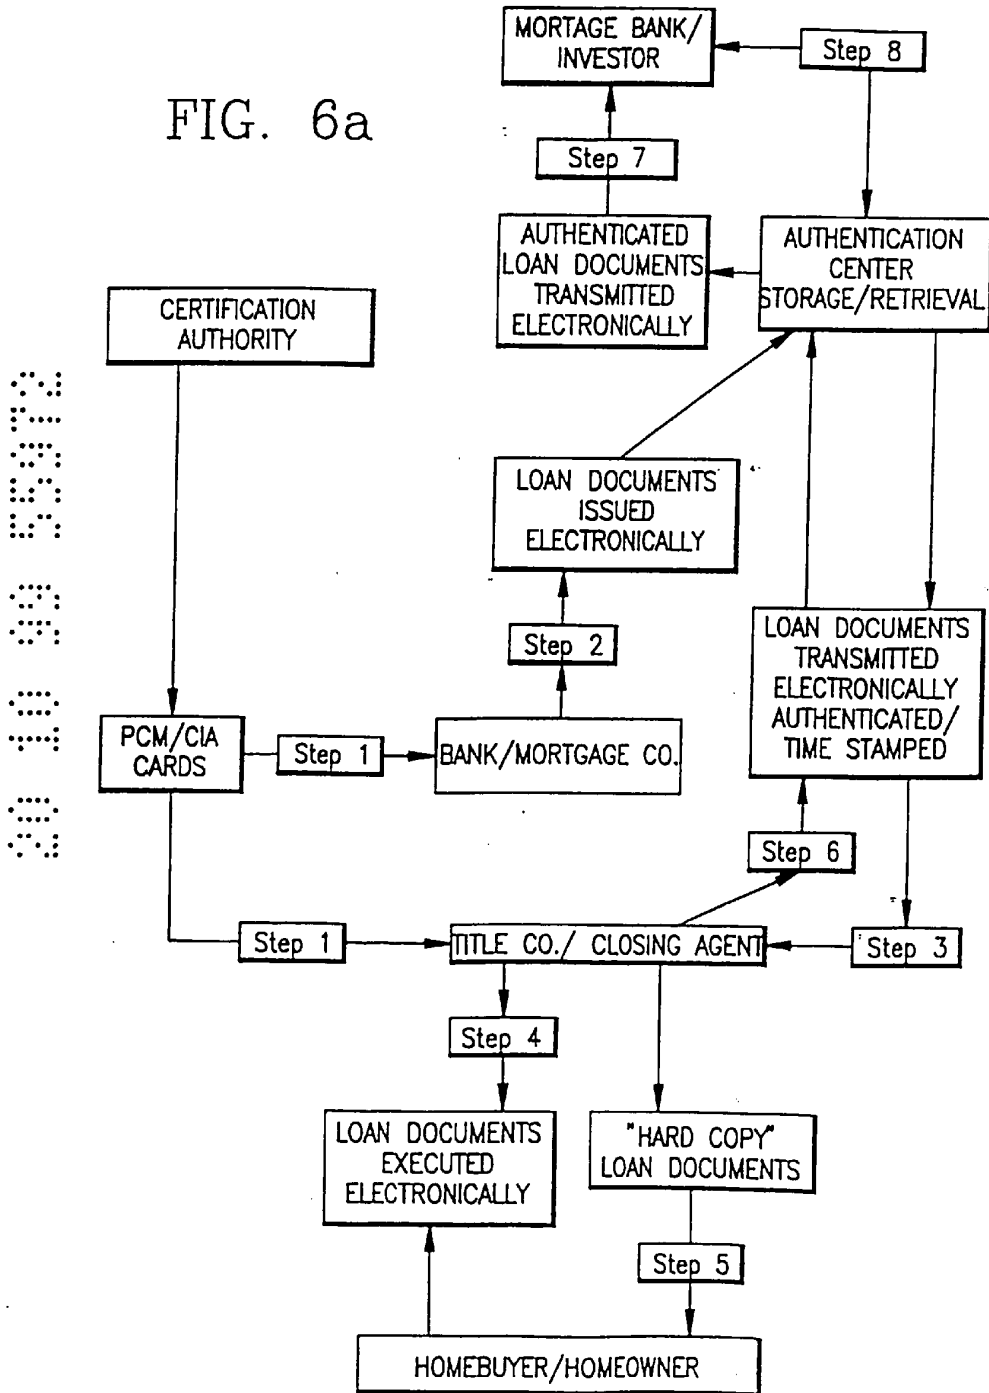 MORTAGE BANK/
INVESTOR
Step 8
FIG. 6a
Step 7
AUTHENTICATED
LOAN DOCUMENTS
TRANSMITTED
ELECTRONICALLY
AUTHENTICATION
CENTER
STORAGE/RETRIEVAL
CERTIFICATION
AUTHORITY
LOAN DOCUMENTS
ISSUED
ELECTRONICALLY
Step 2
LOAN DOCUMENTS
TRANSMITTED
ELECTRONICALLY
AUTHENTICATED/
TIME STAMPED
PCM/CIA
CARDS
Step 1
BANK/MORTGAGE CO.
Step 6
Step 1
TITLE CO./ CLOSING AGENT
Step 3
Step 4
LOAN DOCUMENTS
EXECUTED
ELECTRONICALLY
"HARD COPY"
LOAN DOCUMENTS
Step 5
HOMEBUYER/HOMEOWNER